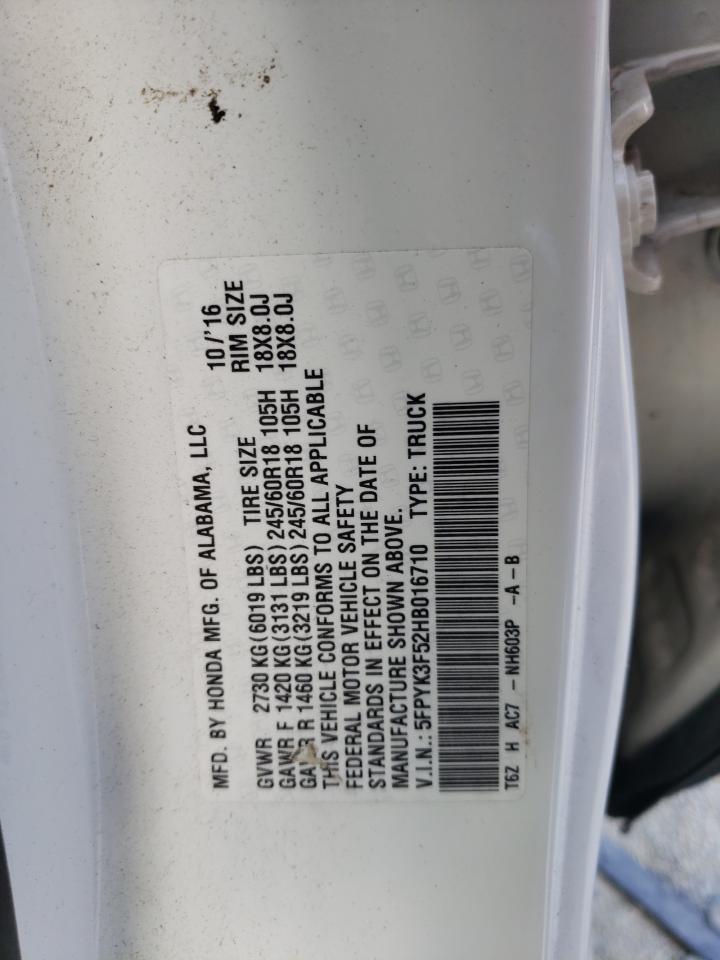 MFD. BY HONDA MFG. OF ALABAMA, LLC 10/'16
GVWR 2730 KG (6019 LBS) TIRE SIZE RIM SIZE
GAWR F 1420 KG (3131 LBS) 245/60R18 105H 18X8.0J
GAWR R 1460 KG (3219 LBS) 245/60R18 105H 18X8.0J
THIS VEHICLE CONFORMS TO ALL APPLICABLE
FEDERAL MOTOR VEHICLE SAFETY
STANDARDS IN EFFECT ON THE DATE OF
MANUFACTURE SHOWN ABOVE.
V.I.N.: 5FPYK3F52HB016710 TYPE: TRUCK
T6Z H AC7 - NH603P - A - B